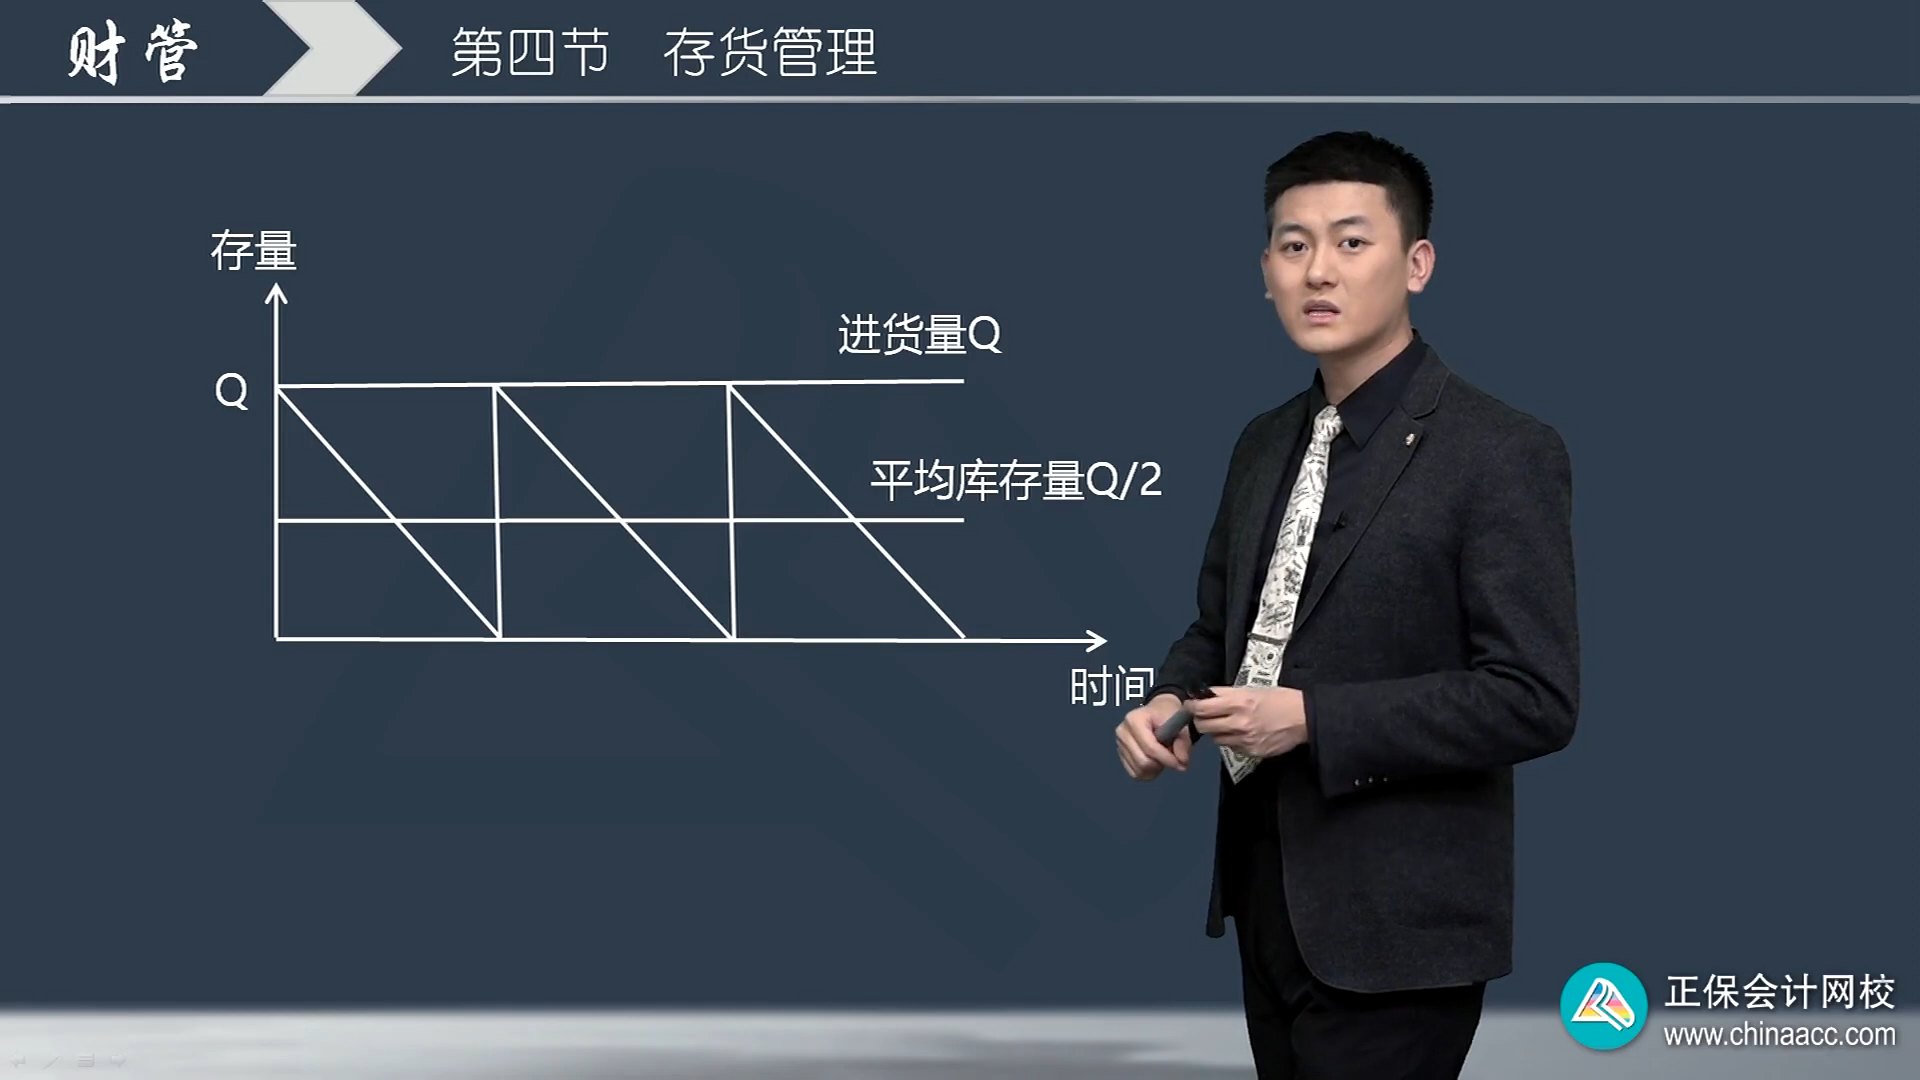 财管
第四节 存货管理
存量
进货量Q
Q
平均库存量Q/2
时间
正保会计网校
www.chinaacc.com